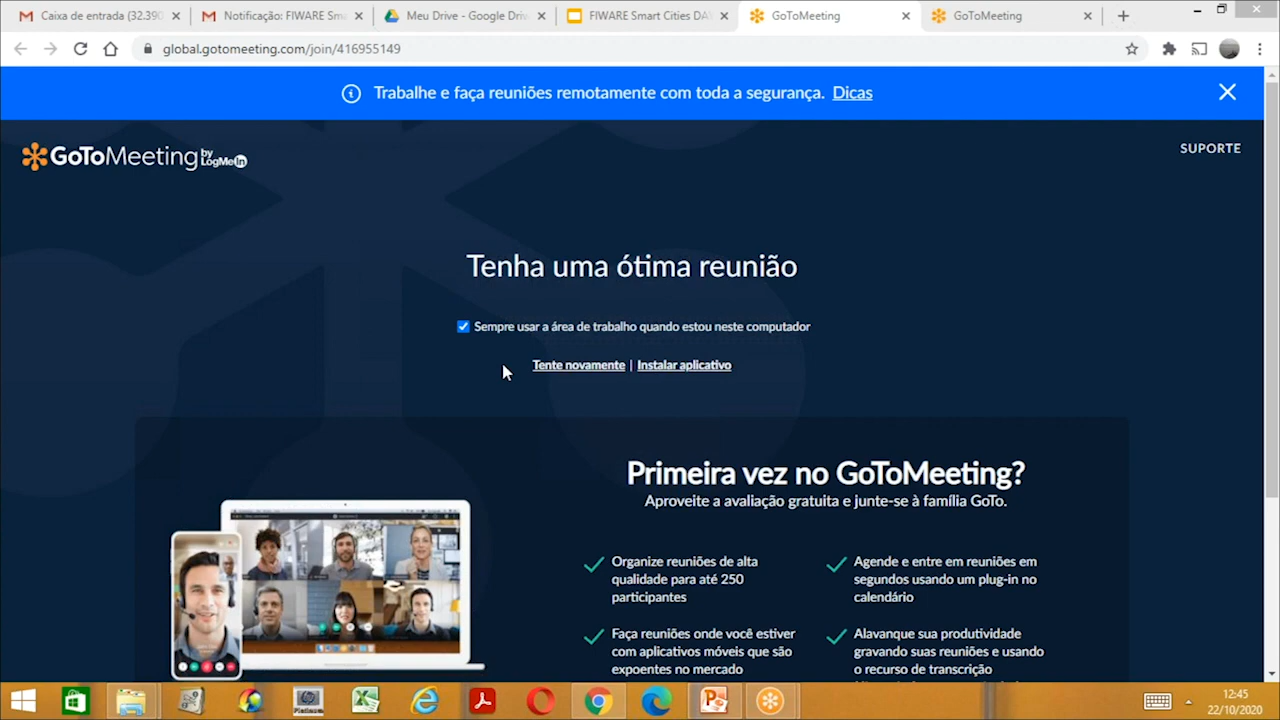 Caixa de entrada (32.390
Notificação: FIWARE Sma
Meu Drive - Google Driv
FIWARE Smart Cities DAY
GoToMeeting
GoToMeeting
global.gotomeeting.com/join/416955149
Trabalhe e faça reuniões remotamente com toda a segurança. Dicas
GoToMeeting by LogMeIn
SUPORTE
Tenha uma ótima reunião
Sempre usar a área de trabalho quando estou neste computador
Tente novamente | Instalar aplicativo
Primeira vez no GoToMeeting?
Aproveite a avaliação gratuita e junte-se à família GoTo.
Organize reuniões de alta
qualidade para até 250
participantes
Agende e entre em reuniões em
segundos usando um plug-in no
calendário
Faça reuniões onde você estiver
com aplicativos móveis que são
expoentes no mercado
Alavanque sua produtividade
gravando suas reuniões e usando
o recurso de transcrição
12:45
22/10/2020